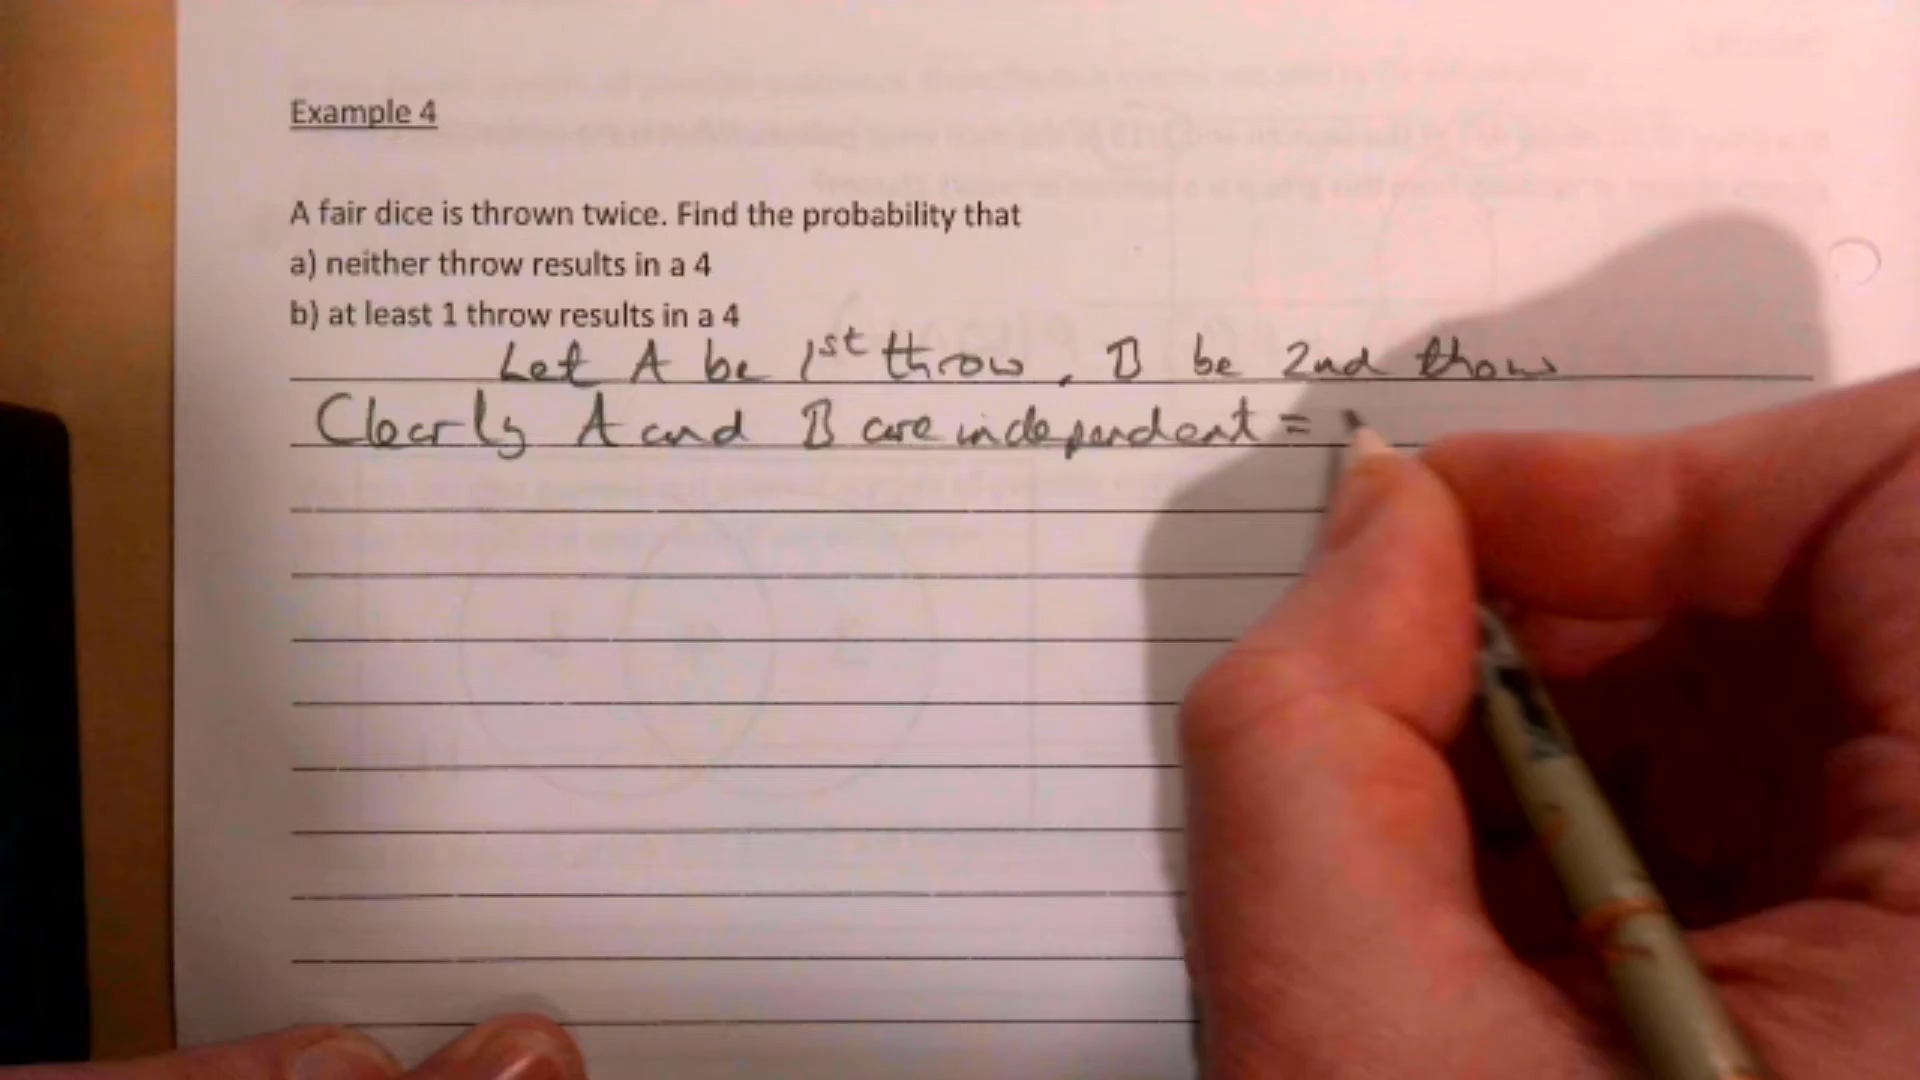 Example 4
A fair dice is thrown twice. Find the probability that
a) neither throw results in a 4
b) at least 1 throw results in a 4
Let A be 1st throw, B be 2nd thow
Clearly A and B are independent =